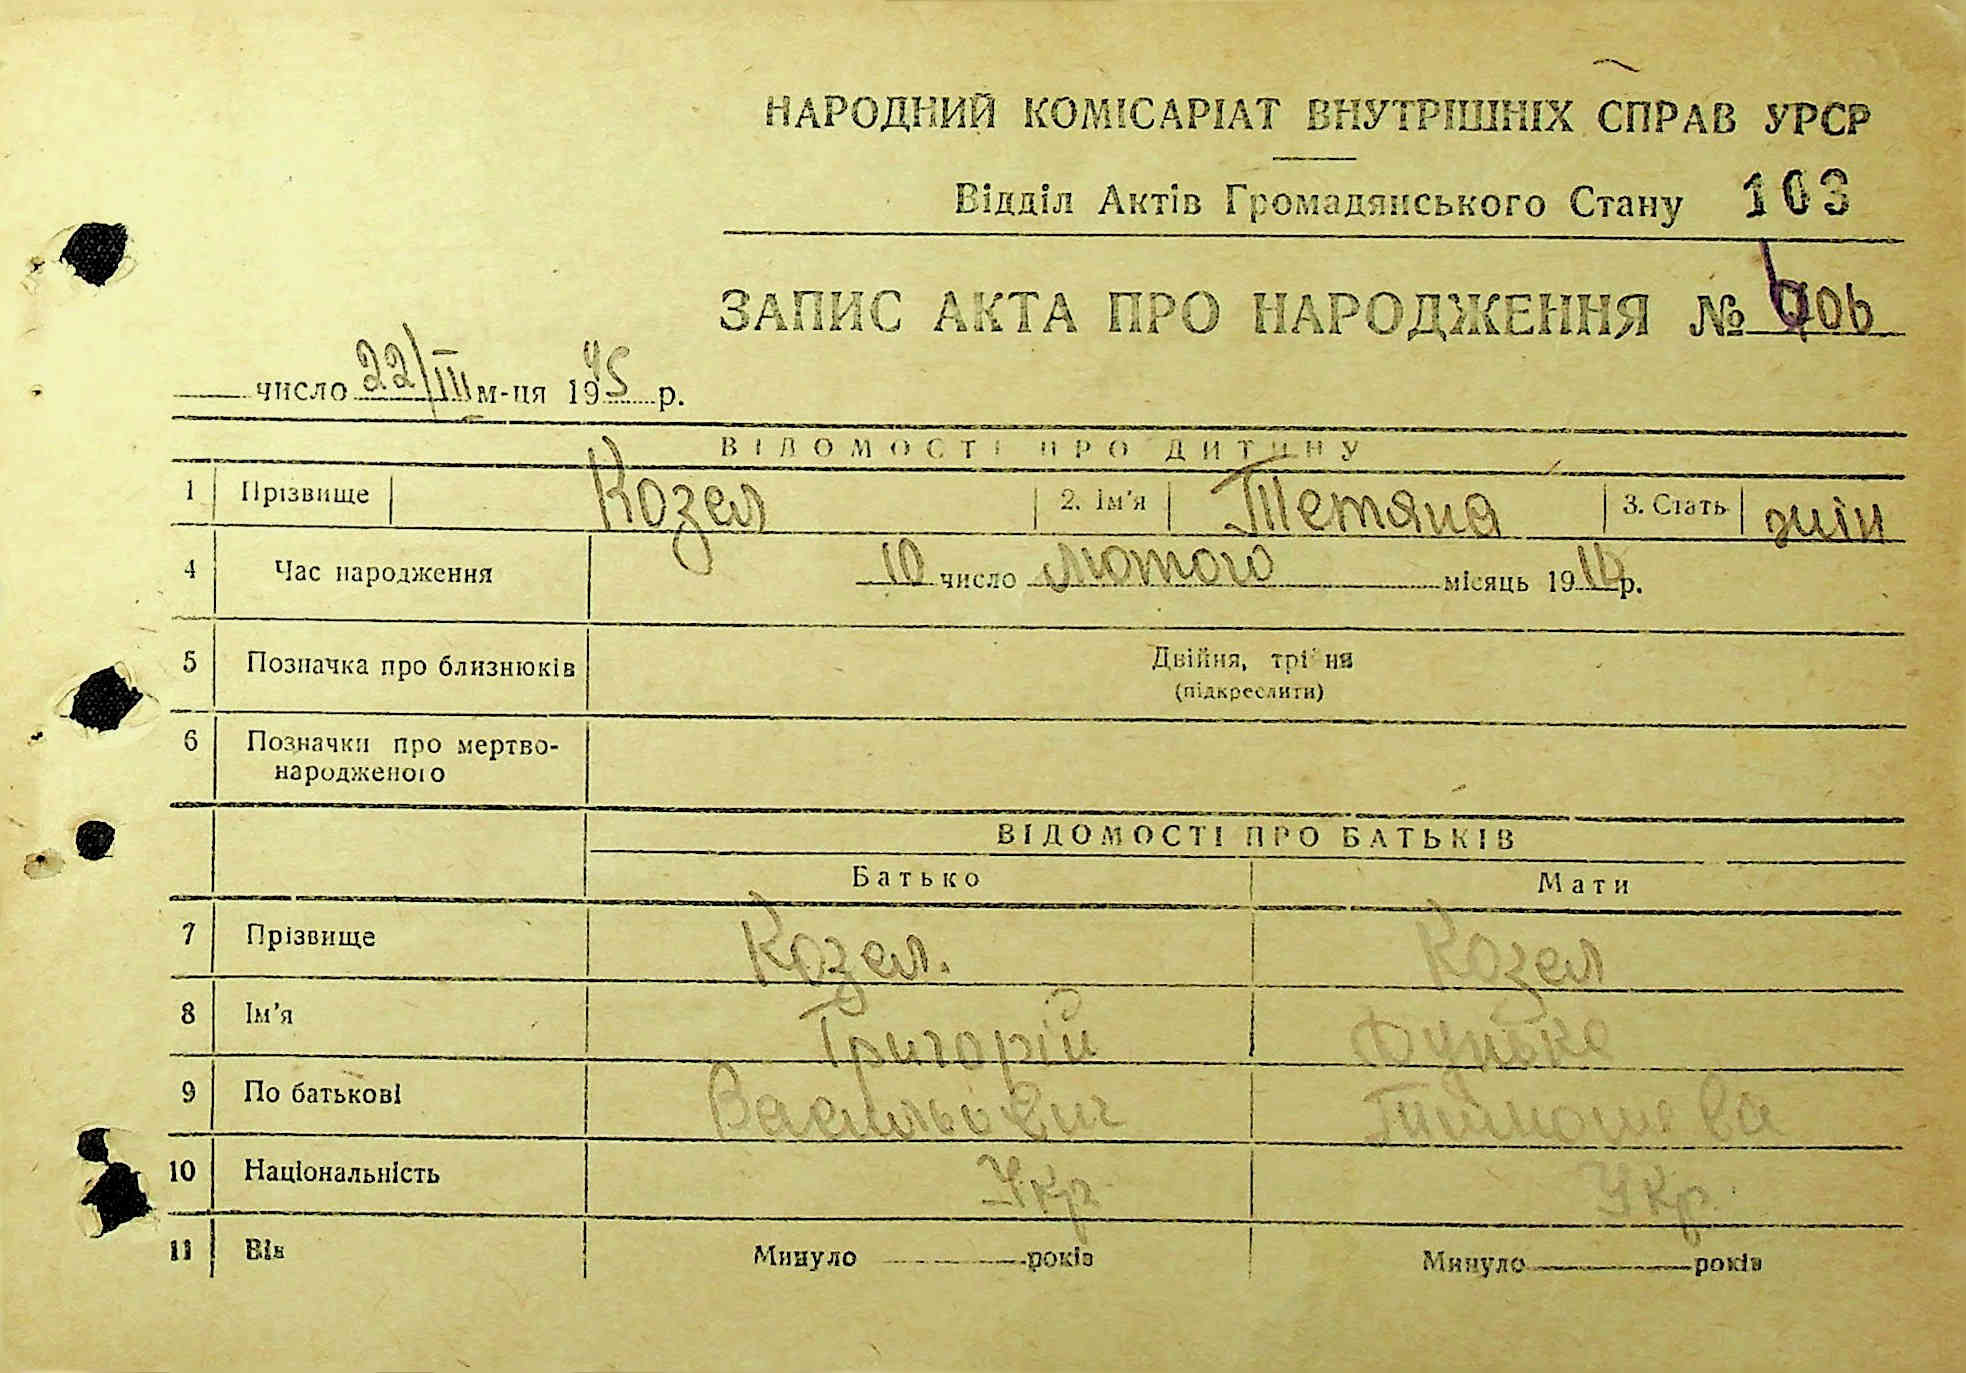 НАРОДНИЙ КОМІСАРІАТ ВНУТРІШНІХ СПРАВ УРСР
Відділ Актів Громадянського Стану 103
ЗАПИС АКТА ПРО НАРОДЖЕННЯ №
число 22/III м-ця 1945 р.
ВІДОМОСТІ ПРО ДИТИНУ
1 Прізвище Козел 2. Ім'я Тетяна 3. Стать
4 Час народження 10 число лютого місяць 19 р.
5 Позначка про близнюків Двійня, трійня
(підкреслити)
6 Позначки про мертво-
народженого
ВІДОМОСТІ ПРО БАТЬКІВ
Батько Мати
7 Прізвище Козел. Козел
8 Ім'я Григорій
9 По батькові Васильович Тимошева
10 Національність Укр Укр.
11 Вік Минуло років Минуло років